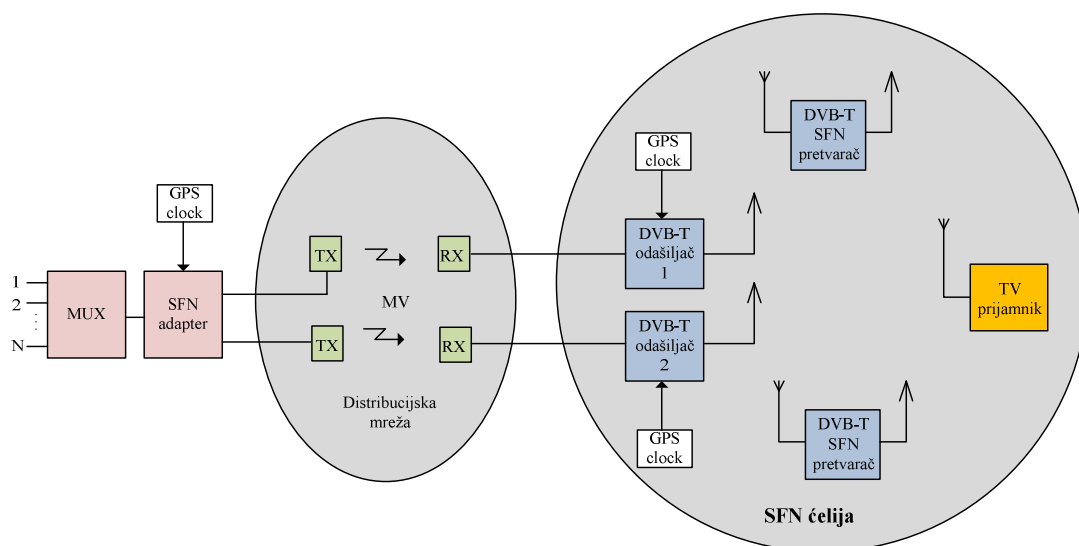 1
2
N
MUX
GPS
clock
SFN
adapter
TX
RX
MV
TX
RX
Distribucijska
mreža
GPS
clock
DVB-T
odašiljač
1
DVB-T
odašiljač
2
GPS
clock
DVB-T
SFN
pretvarač
TV
prijamnik
DVB-T
SFN
pretvarač
SFN ćelija